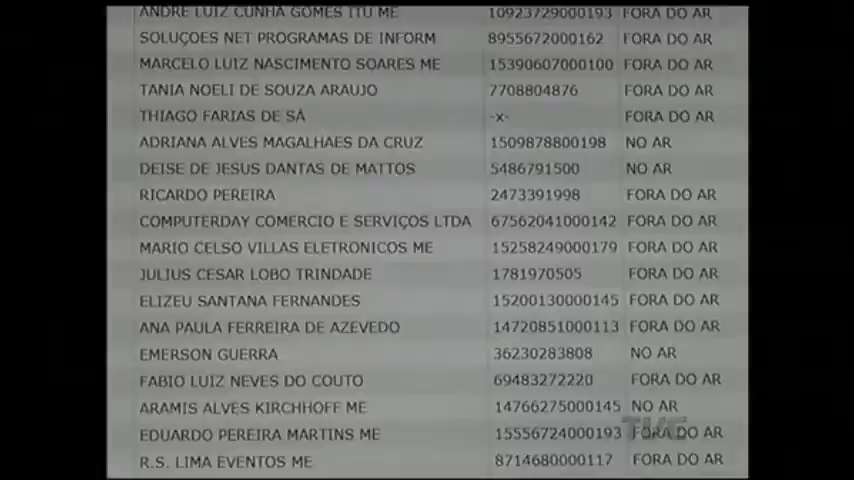 ANDRE LUIZ CUNHA GOMES ITU ME 10923729000193 FORA DO AR
SOLUÇOES NET PROGRAMAS DE INFORM 8955672000162 FORA DO AR
MARCELO LUIZ NASCIMENTO SOARES ME 15390607000100 FORA DO AR
TANIA NOELI DE SOUZA ARAUJO 7708804876 FORA DO AR
THIAGO FARIAS DE SÁ -x- FORA DO AR
ADRIANA ALVES MAGALHAES DA CRUZ 1509878800198 NO AR
DEISE DE JESUS DANTAS DE MATTOS 5486791500 NO AR
RICARDO PEREIRA 2473391998 FORA DO AR
COMPUTERDAY COMERCIO E SERVIÇOS LTDA 67562041000142 FORA DO AR
MARIO CELSO VILLAS ELETRONICOS ME 15258249000179 FORA DO AR
JULIUS CESAR LOBO TRINDADE 1781970505 FORA DO AR
ELIZEU SANTANA FERNANDES 15200130000145 FORA DO AR
ANA PAULA FERREIRA DE AZEVEDO 14720851000113 FORA DO AR
EMERSON GUERRA 36230283808 NO AR
FABIO LUIZ NEVES DO COUTO 69483272220 FORA DO AR
ARAMIS ALVES KIRCHHOFF ME 14766275000145 NO AR
EDUARDO PEREIRA MARTINS ME 15556724000193 FORA DO AR
R.S. LIMA EVENTOS ME 8714680000117 FORA DO AR